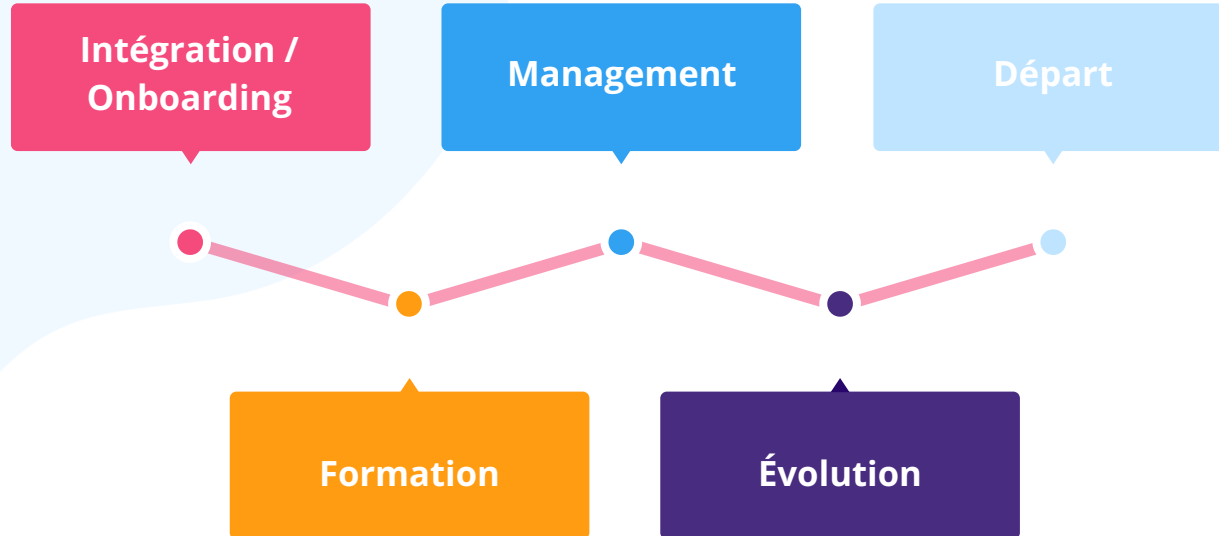 Intégration /
Onboarding
Formation
Management
Évolution
Départ